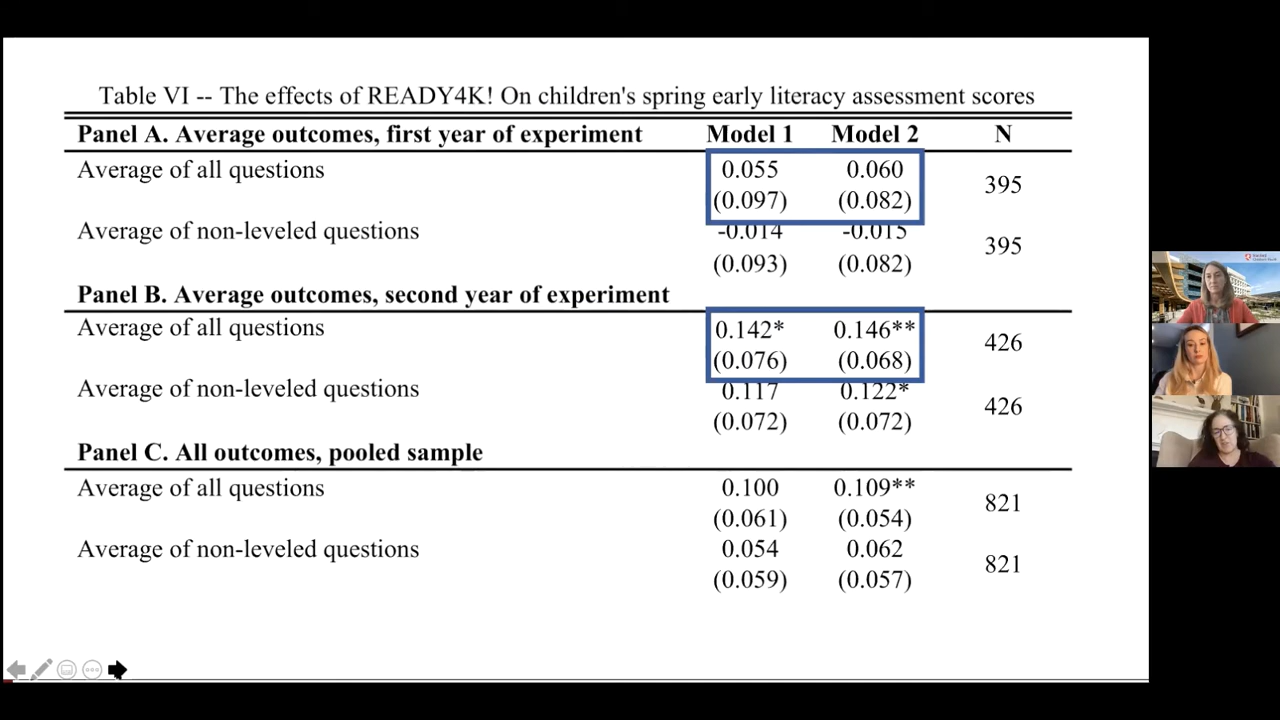 Table VI -- The effects of READY4K! On children's spring early literacy assessment scores
Panel A. Average outcomes, first year of experiment Model 1 Model 2 N
Average of all questions 0.055 0.060 395
(0.097) (0.082)
Average of non-leveled questions -0.014 -0.015 395
(0.093) (0.082)
Panel B. Average outcomes, second year of experiment
Average of all questions 0.142* 0.146** 426
(0.076) (0.068)
Average of non-leveled questions 0.117 0.122* 426
(0.072) (0.072)
Panel C. All outcomes, pooled sample
Average of all questions 0.100 0.109** 821
(0.061) (0.054)
Average of non-leveled questions 0.054 0.062 821
(0.059) (0.057)